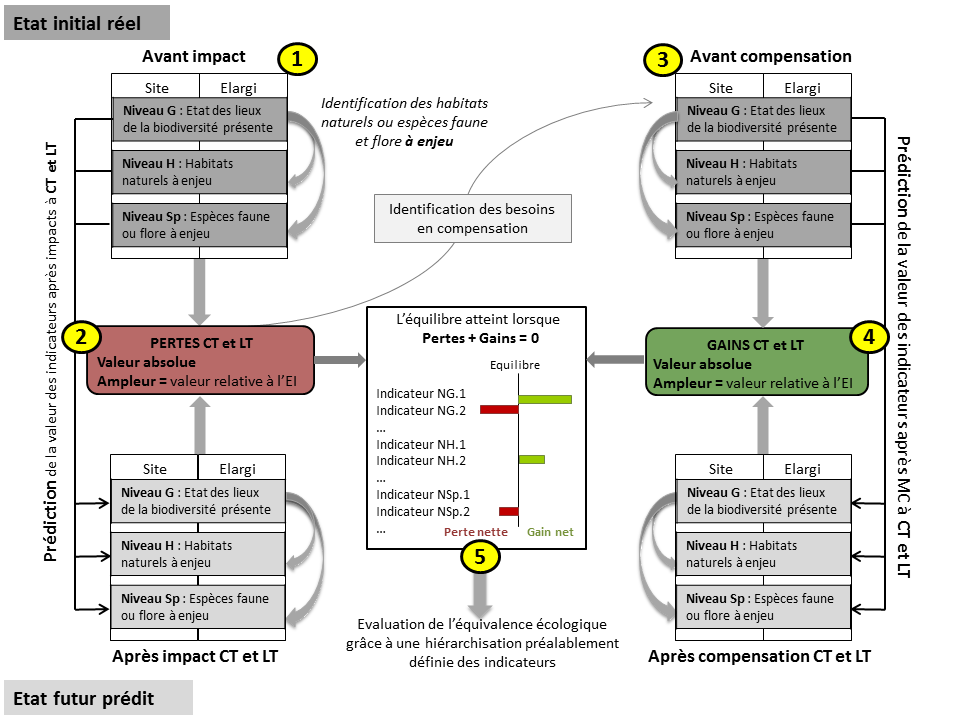 Etat initial réel
Avant impact
1
Site Elargi
Niveau G : Etat des lieux
de la biodiversité présente
Niveau H : Habitats
naturels à enjeu
Niveau Sp : Espèces faune
ou flore à enjeu
Identification des habitats
naturels ou espèces faune
et flore à enjeu
Identification des besoins
en compensation
3
Avant compensation
Site Elargi
Niveau G : Etat des lieux
de la biodiversité présente
Niveau H : Habitats
naturels à enjeu
Niveau Sp : Espèces faune
ou flore à enjeu
Prédiction de la valeur des indicateurs après impacts à CT et LT
Prédiction de la valeur des indicateurs après MC à CT et LT
2
PERTES CT et LT
Valeur absolue
Ampleur = valeur relative à l’EI
L’équilibre atteint lorsque
Pertes + Gains = 0
Equilibre
Indicateur NG.1
Indicateur NG.2
...
Indicateur NH.1
Indicateur NH.2
...
Indicateur NSp.1
Indicateur NSp.2
...
Perte nette Gain net
4
GAINS CT et LT
Valeur absolue
Ampleur = valeur relative à l’EI
Site Elargi
Niveau G : Etat des lieux
de la biodiversité présente
Niveau H : Habitats
naturels à enjeu
Niveau Sp : Espèces faune
ou flore à enjeu
Après impact CT et LT
5
Evaluation de l’équivalence écologique
grâce à une hiérarchisation préalablement
définie des indicateurs
Site Elargi
Niveau G : Etat des lieux
de la biodiversité présente
Niveau H : Habitats
naturels à enjeu
Niveau Sp : Espèces faune
ou flore à enjeu
Après compensation CT et LT
Etat futur prédit